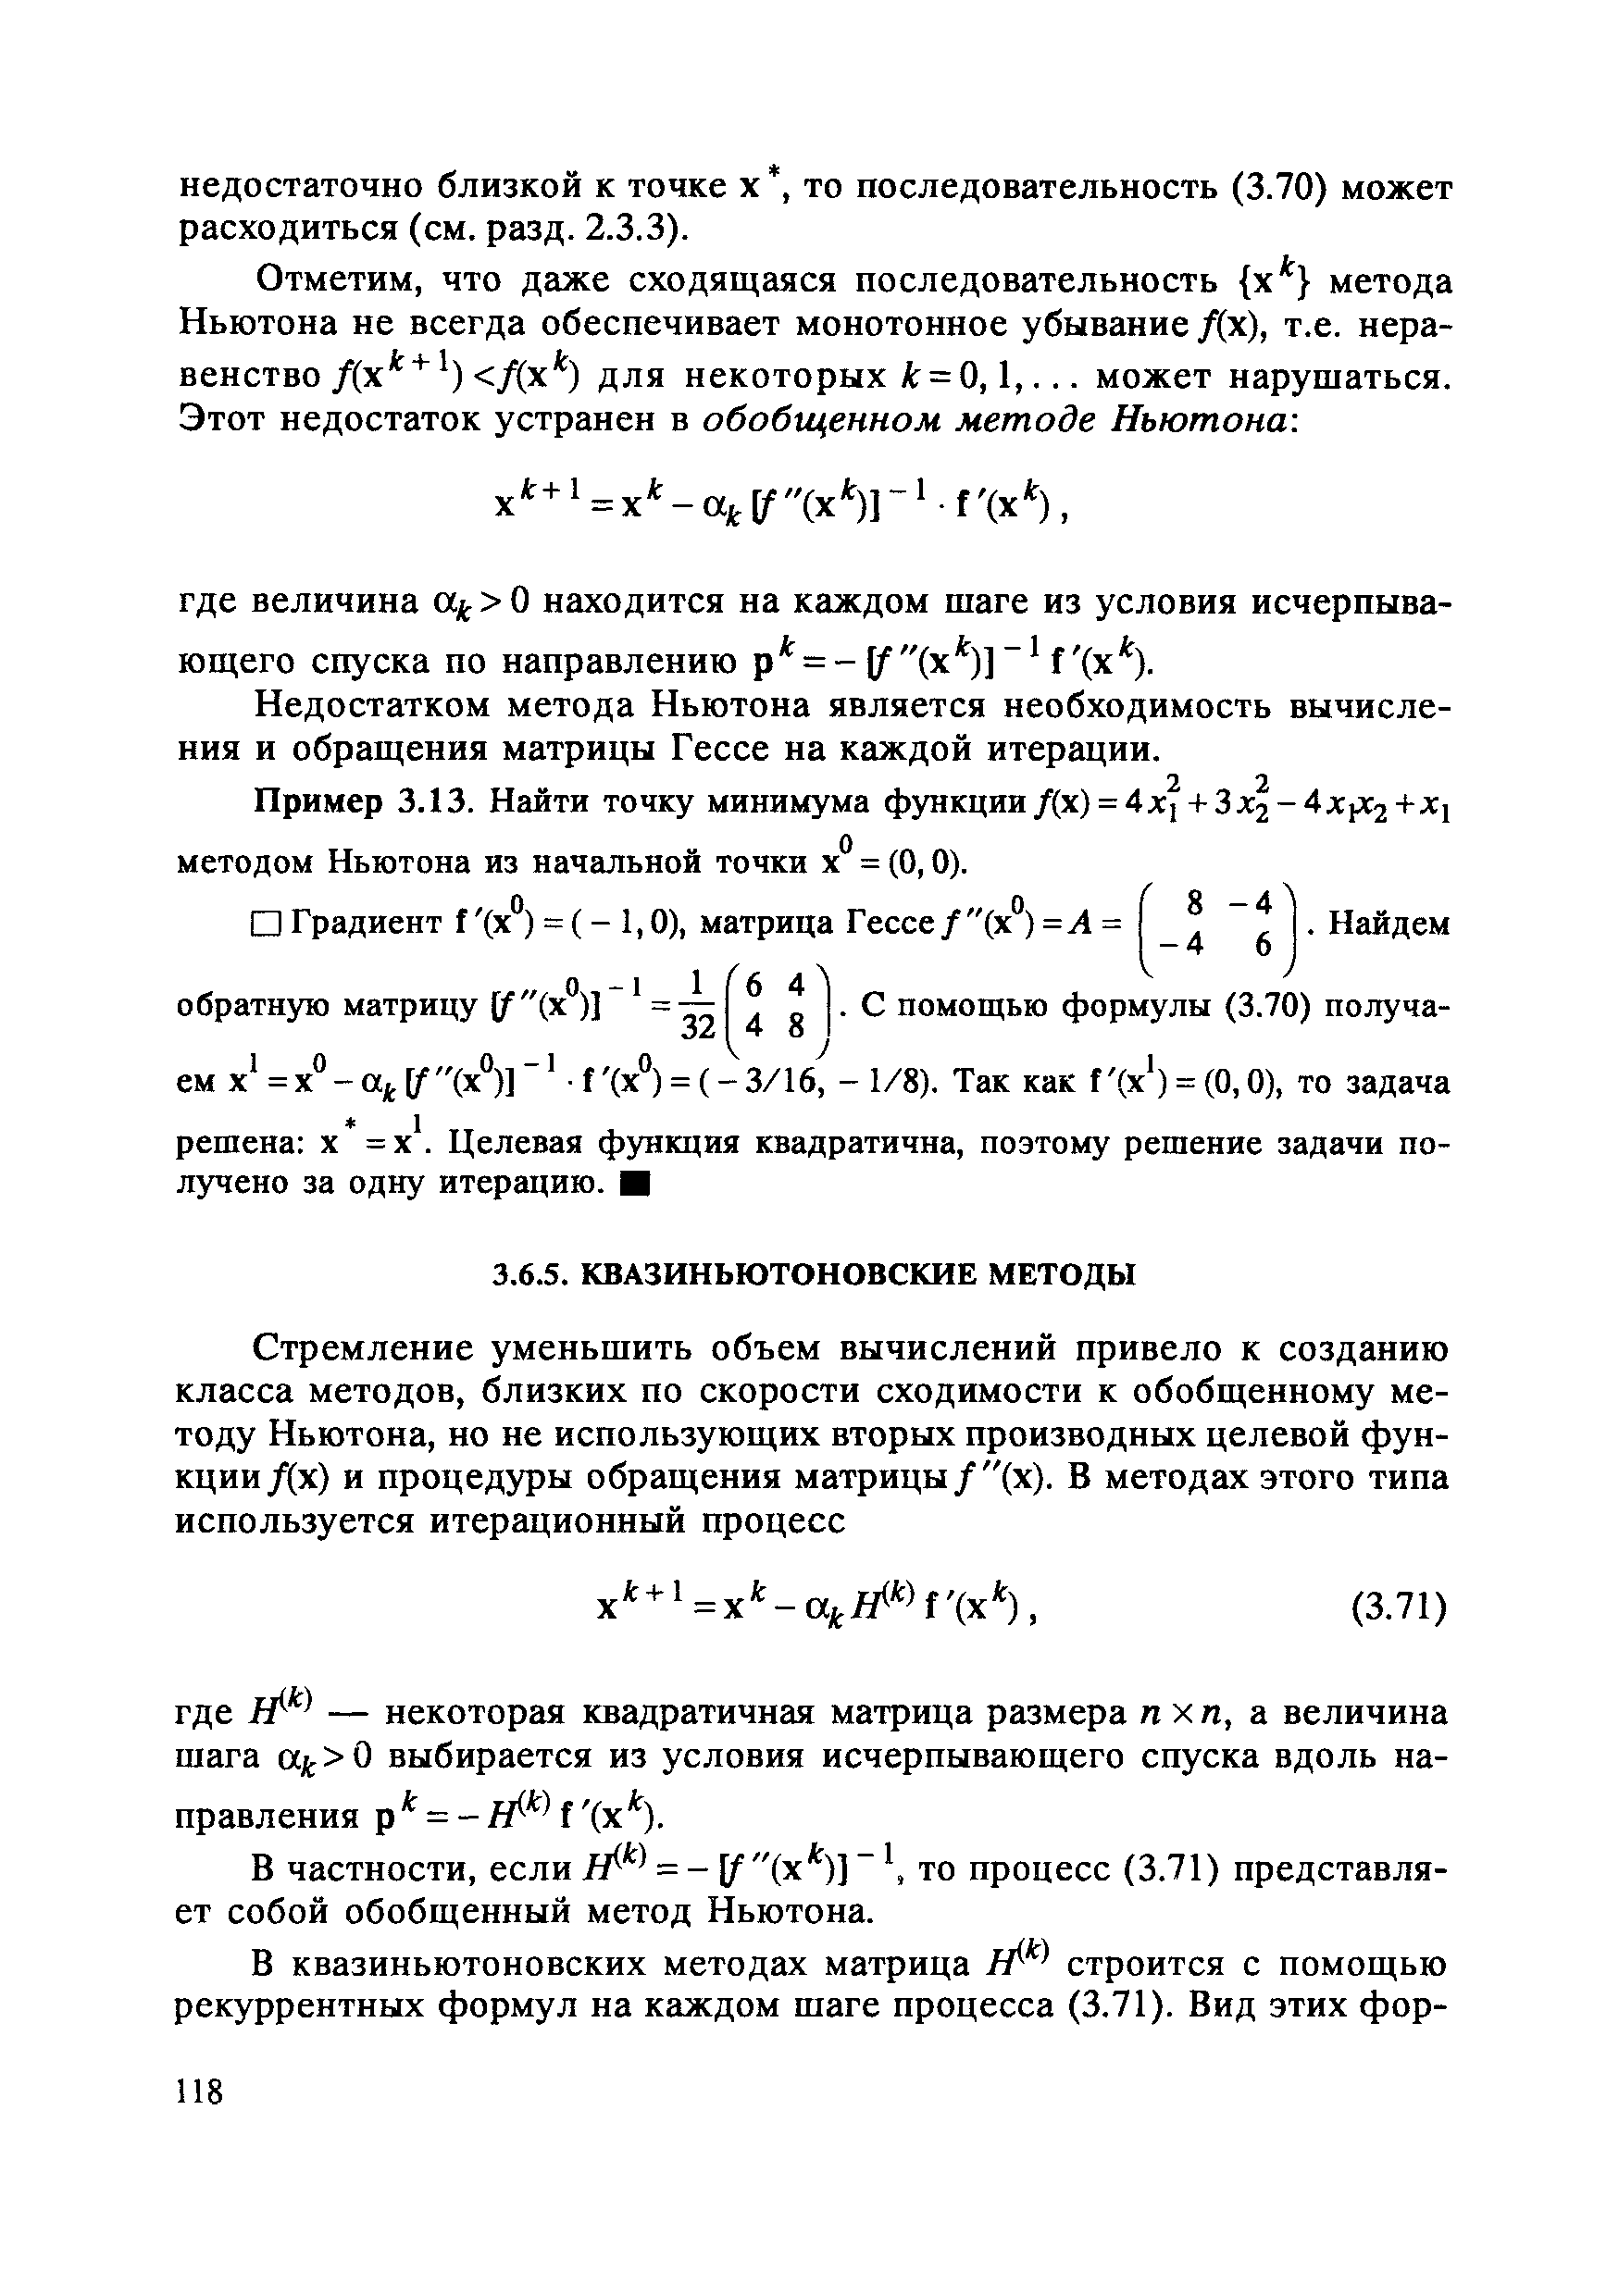 недостаточно близкой к точке x*, то последовательность (3.70) может
расходиться (см. разд. 2.3.3).
Отметим, что даже сходящаяся последовательность {x^k} метода
Ньютона не всегда обеспечивает монотонное убывание f(x), т.е. нера-
венство f(x^{k+1}) < f(x^k) для некоторых k = 0, 1, ... может нарушаться.
Этот недостаток устранен в обобщенном методе Ньютона:
x^{k+1} = x^k - α_k [f''(x^k)]^{-1} · f'(x^k),
где величина α_k > 0 находится на каждом шаге из условия исчерпыва-
ющего спуска по направлению p^k = - [f''(x^k)]^{-1} f'(x^k).
Недостатком метода Ньютона является необходимость вычисле-
ния и обращения матрицы Гессе на каждой итерации.
Пример 3.13. Найти точку минимума функции f(x) = 4x_1^2 + 3x_2^2 - 4x_1x_2 + x_1
методом Ньютона из начальной точки x^0 = (0, 0).
□ Градиент f'(x^0) = (- 1, 0), матрица Гессе f''(x^0) = A = (8 -4; -4 6). Найдем
обратную матрицу [f''(x^0)]^{-1} = 1/32 (6 4; 4 8). С помощью формулы (3.70) получа-
ем x^1 = x^0 - α_k [f''(x^0)]^{-1} · f'(x^0) = (- 3/16, - 1/8). Так как f'(x^1) = (0, 0), то задача
решена: x* = x^1. Целевая функция квадратична, поэтому решение задачи по-
лучено за одну итерацию. ■
3.6.5. КВАЗИНЬЮТОНОВСКИЕ МЕТОДЫ
Стремление уменьшить объем вычислений привело к созданию
класса методов, близких по скорости сходимости к обобщенному ме-
тоду Ньютона, но не использующих вторых производных целевой фун-
кции f(x) и процедуры обращения матрицы f''(x). В методах этого типа
используется итерационный процесс
x^{k+1} = x^k - α_k H^{(k)} f'(x^k), (3.71)
где H^{(k)} — некоторая квадратичная матрица размера n × n, а величина
шага α_k > 0 выбирается из условия исчерпывающего спуска вдоль на-
правления p^k = - H^{(k)} f'(x^k).
В частности, если H^{(k)} = - [f''(x^k)]^{-1}, то процесс (3.71) представля-
ет собой обобщенный метод Ньютона.
В квазиньютоновских методах матрица H^{(k)} строится с помощью
рекуррентных формул на каждом шаге процесса (3.71). Вид этих фор-
118